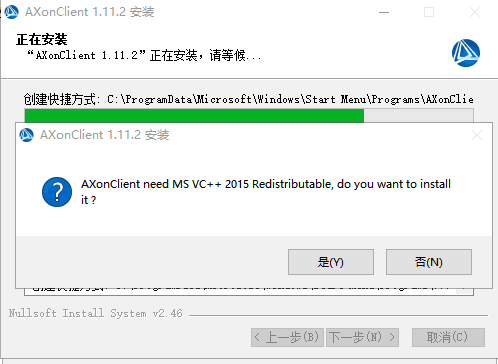 AXonClient 1.11.2 安装
正在安装
“AXonClient 1.11.2”正在安装，请等候...
创建快捷方式: C:\ProgramData\Microsoft\Windows\Start Menu\Programs\AXonClie
AXonClient 1.11.2 安装
AXonClient need MS VC++ 2015 Redistributable, do you want to install
it ?
是(Y)
否(N)
Nullsoft Install System v2.46
< 上一步(B)
下一步(N) >
取消(C)